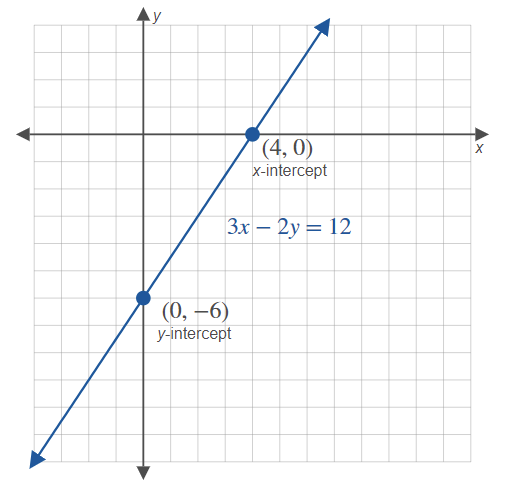 y
x
(4, 0)
x-intercept
3x − 2y = 12
(0, −6)
y-intercept